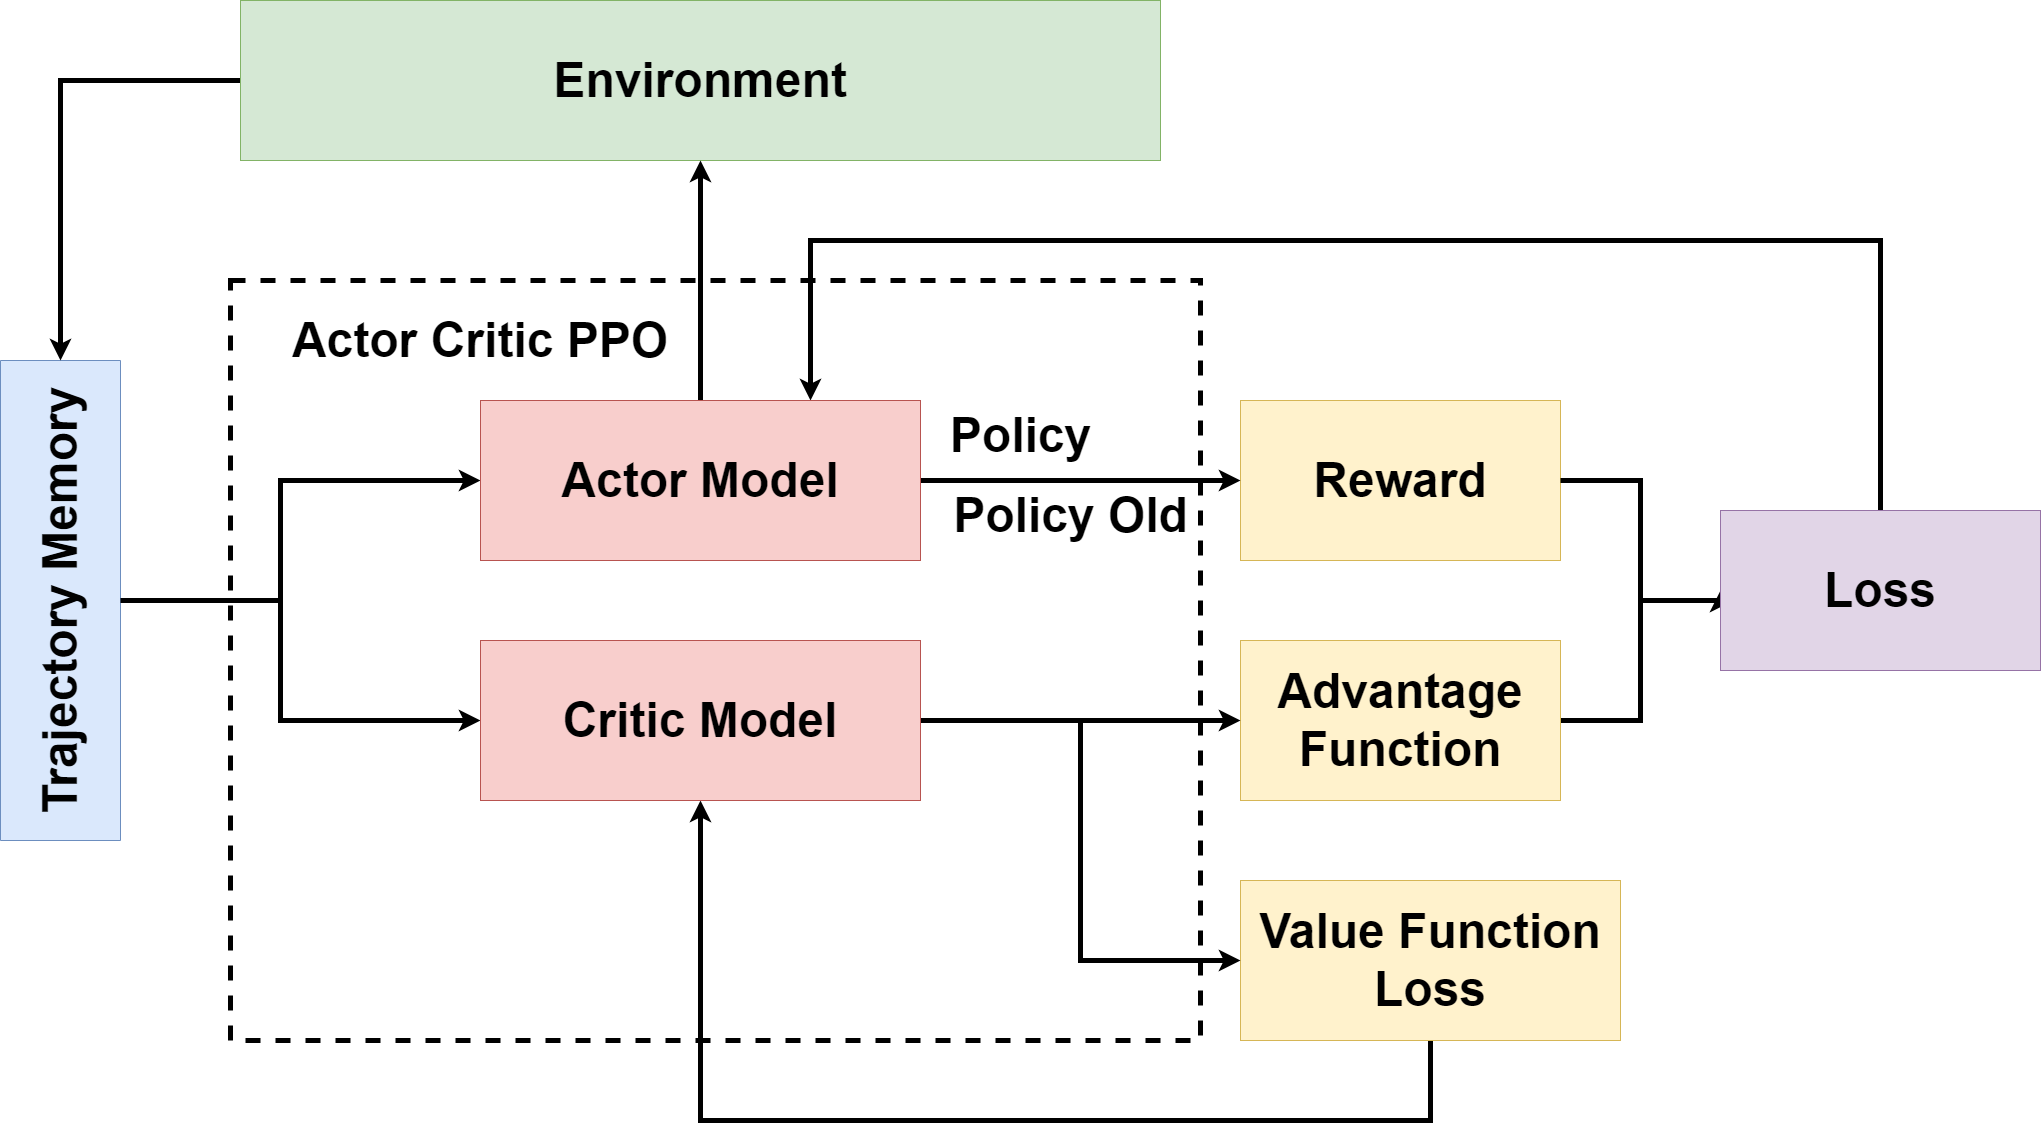 Environment
Actor Critic PPO
Trajectory Memory
Actor Model
Policy
Policy Old
Reward
Loss
Critic Model
Advantage
Function
Value Function
Loss